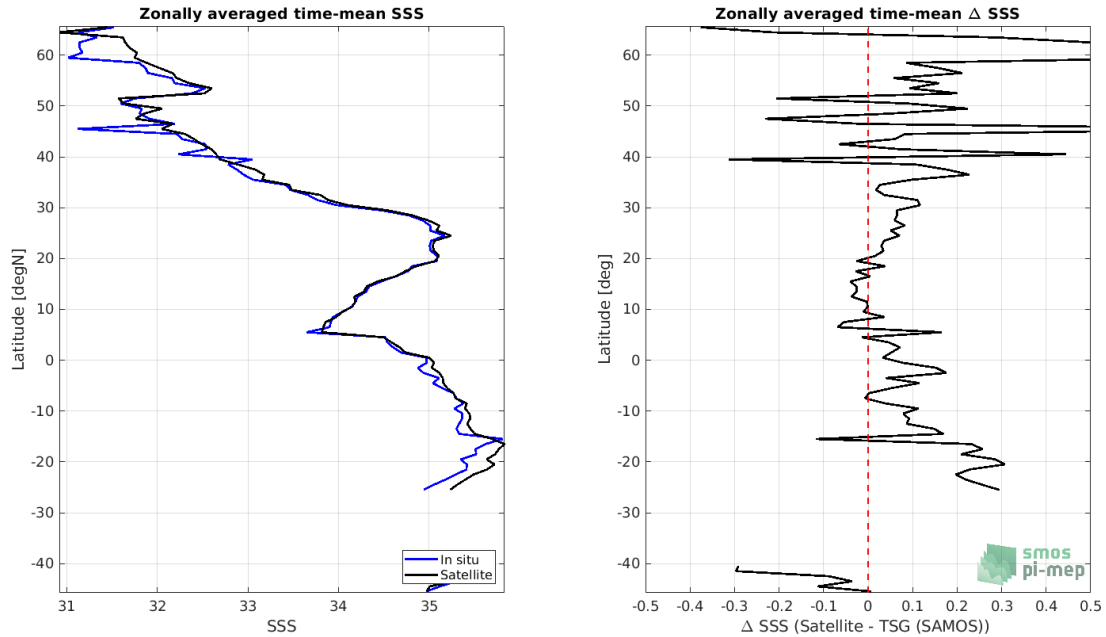 Zonally averaged time-mean SSS
60
50
40
30
20
10
0
-10
-20
-30
-40
Latitude [degN]
In situ
Satellite
31 32 33 34 35
SSS
Zonally averaged time-mean Δ SSS
60
50
40
30
20
10
0
-10
-20
-30
-40
Latitude [deg]
smos
pi-mep
-0.5 -0.4 -0.3 -0.2 -0.1 0 0.1 0.2 0.3 0.4 0.5
Δ SSS (Satellite - TSG (SAMOS))